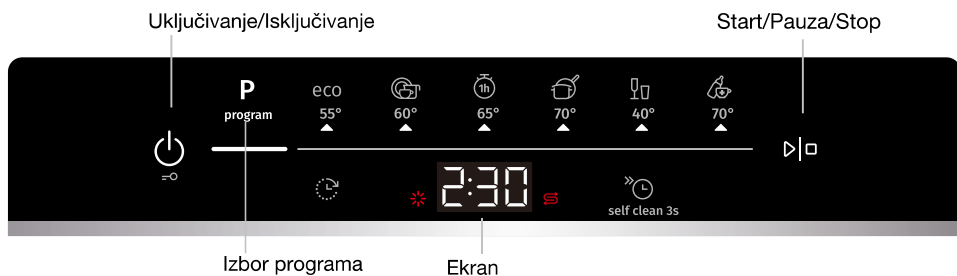 Uključivanje/Isključivanje
Start/Pauza/Stop
P
program
eco
1h
55°
60°
65°
70°
40°
70°
2:30
self clean 3s
Izbor programa
Ekran